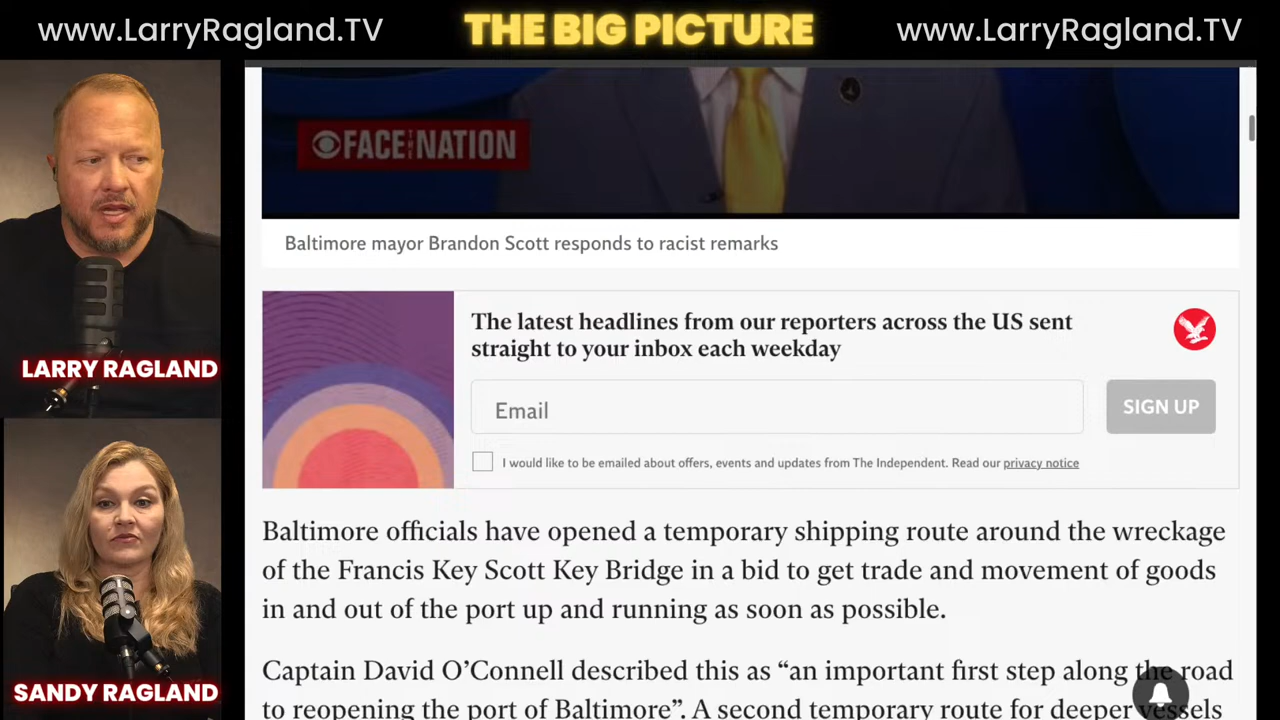 www.LarryRagland.TV
THE BIG PICTURE
www.LarryRagland.TV
FACE THE NATION
Baltimore mayor Brandon Scott responds to racist remarks
The latest headlines from our reporters across the US sent
straight to your inbox each weekday
Email
SIGN UP
I would like to be emailed about offers, events and updates from The Independent. Read our privacy notice
LARRY RAGLAND
Baltimore officials have opened a temporary shipping route around the wreckage
of the Francis Key Scott Key Bridge in a bid to get trade and movement of goods
in and out of the port up and running as soon as possible.
Captain David O’Connell described this as “an important first step along the road
to reopening the port of Baltimore”. A second temporary route for deeper vessels
SANDY RAGLAND